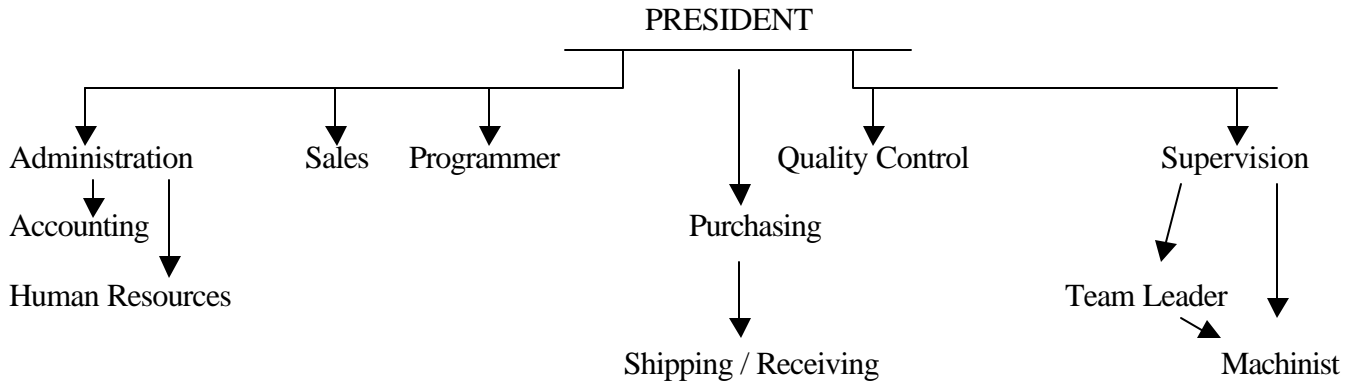 PRESIDENT
Administration Sales Programmer Quality Control Supervision
Accounting Purchasing
Human Resources Team Leader
Shipping / Receiving Machinist